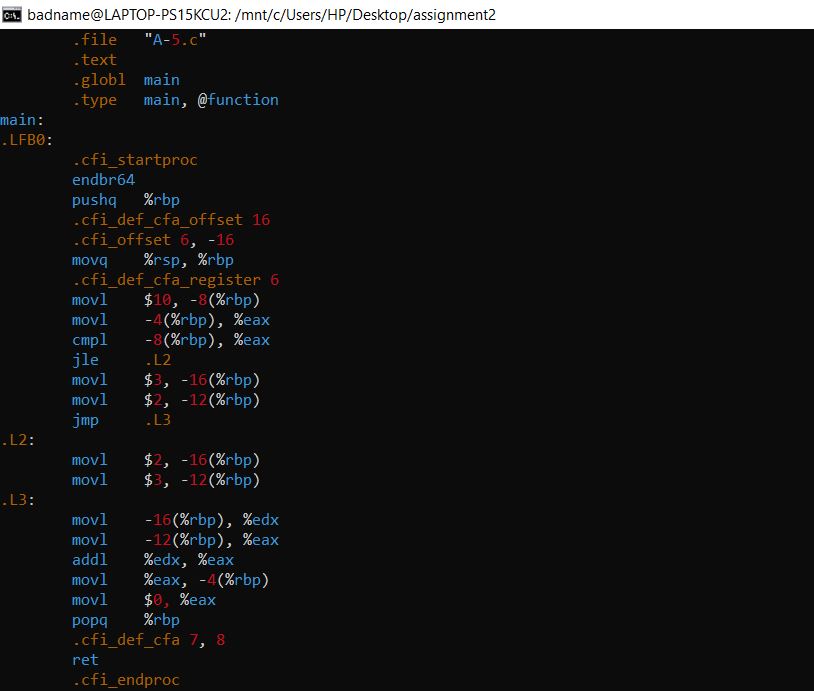 badname@LAPTOP-PS15KCU2: /mnt/c/Users/HP/Desktop/assignment2
.file "A-5.c"
.text
.globl main
.type main, @function
main:
.LFB0:
.cfi_startproc
endbr64
pushq %rbp
.cfi_def_cfa_offset 16
.cfi_offset 6, -16
movq %rsp, %rbp
.cfi_def_cfa_register 6
movl $10, -8(%rbp)
movl -4(%rbp), %eax
cmpl -8(%rbp), %eax
jle .L2
movl $3, -16(%rbp)
movl $2, -12(%rbp)
jmp .L3
.L2:
movl $2, -16(%rbp)
movl $3, -12(%rbp)
.L3:
movl -16(%rbp), %edx
movl -12(%rbp), %eax
addl %edx, %eax
movl %eax, -4(%rbp)
movl $0, %eax
popq %rbp
.cfi_def_cfa 7, 8
ret
.cfi_endproc